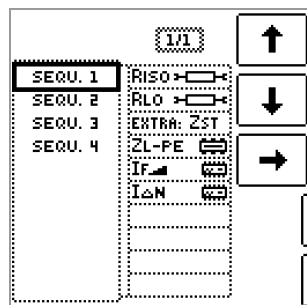 1/1
SEQU. 1
RISO
SEQU. 2
RLO
SEQU. 3
EXTRA: ZST
SEQU. 4
ZL-PE
IF
IΔN